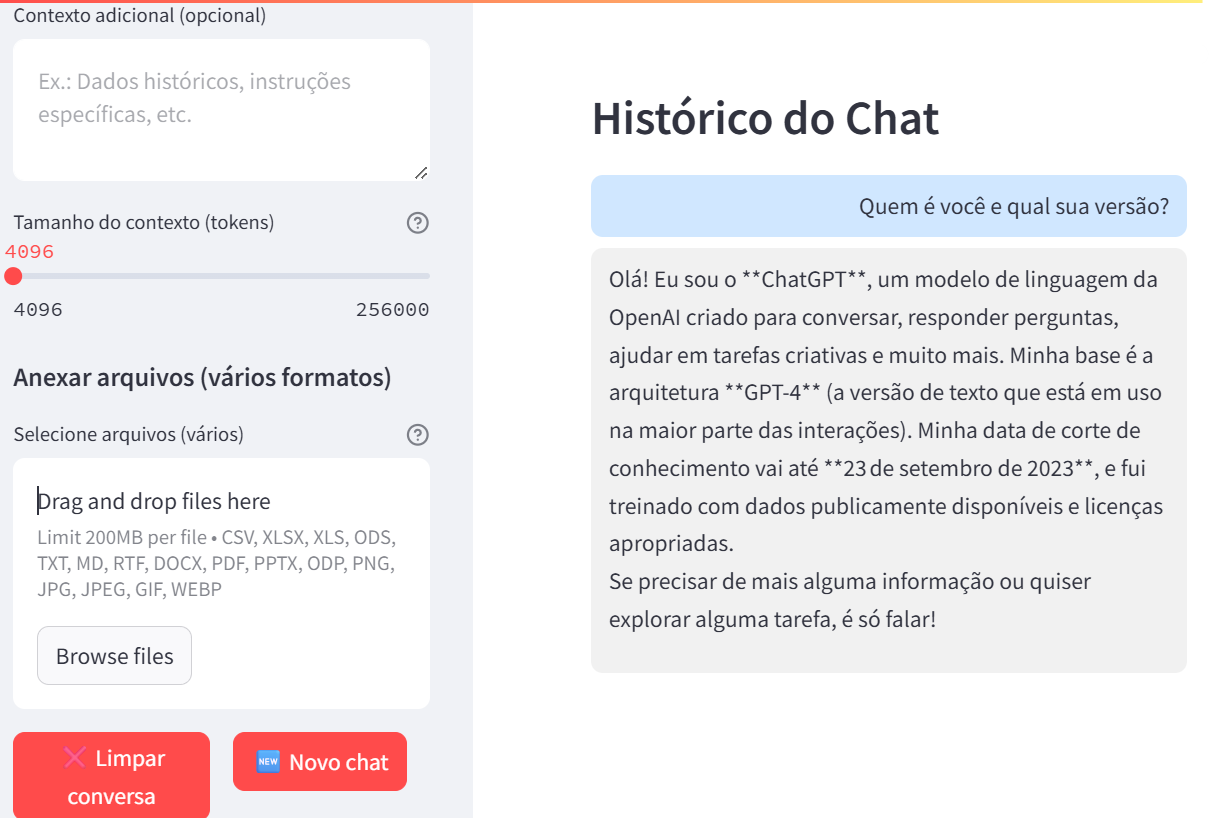 Contexto adicional (opcional)
Ex.: Dados históricos, instruções
específicas, etc.
Tamanho do contexto (tokens)
4096
4096 256000
Anexar arquivos (vários formatos)
Selecione arquivos (vários)
Drag and drop files here
Limit 200MB per file • CSV, XLSX, XLS, ODS,
TXT, MD, RTF, DOCX, PDF, PPTX, ODP, PNG,
JPG, JPEG, GIF, WEBP
Browse files
❌ Limpar
conversa
🆕 Novo chat
Histórico do Chat
Quem é você e qual sua versão?
Olá! Eu sou o **ChatGPT**, um modelo de linguagem da
OpenAI criado para conversar, responder perguntas,
ajudar em tarefas criativas e muito mais. Minha base é a
arquitetura **GPT-4** (a versão de texto que está em uso
na maior parte das interações). Minha data de corte de
conhecimento vai até **23 de setembro de 2023**, e fui
treinado com dados publicamente disponíveis e licenças
apropriadas.
Se precisar de mais alguma informação ou quiser
explorar alguma tarefa, é só falar!